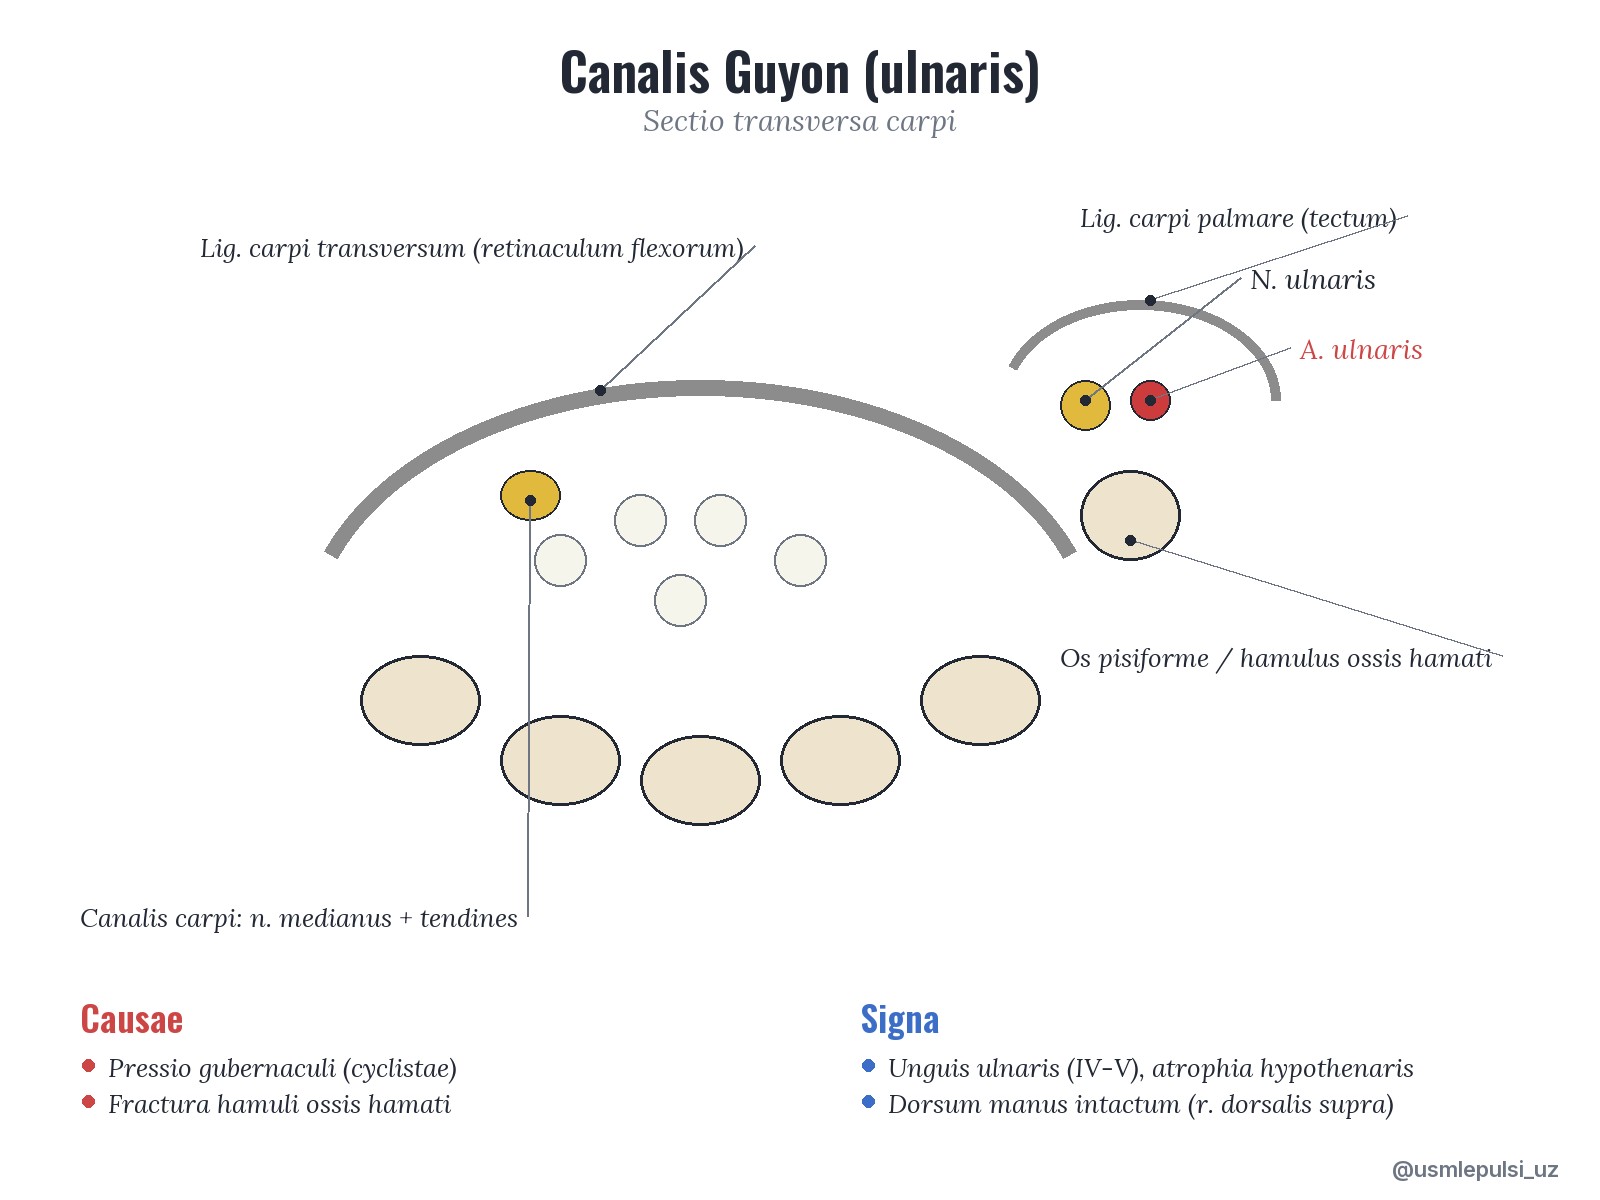 Canalis Guyon (ulnaris)
Sectio transversa carpi
Lig. carpi palmare (tectum)
Lig. carpi transversum (retinaculum flexorum)
N. ulnaris
A. ulnaris
Os pisiforme / hamulus ossis hamati
Canalis carpi: n. medianus + tendines
Causae
Pressio gubernaculi (cyclistae)
Fractura hamuli ossis hamati
Signa
Unguis ulnaris (IV-V), atrophia hypothenaris
Dorsum manus intactum (r. dorsalis supra)
@usmlepulsi_uz